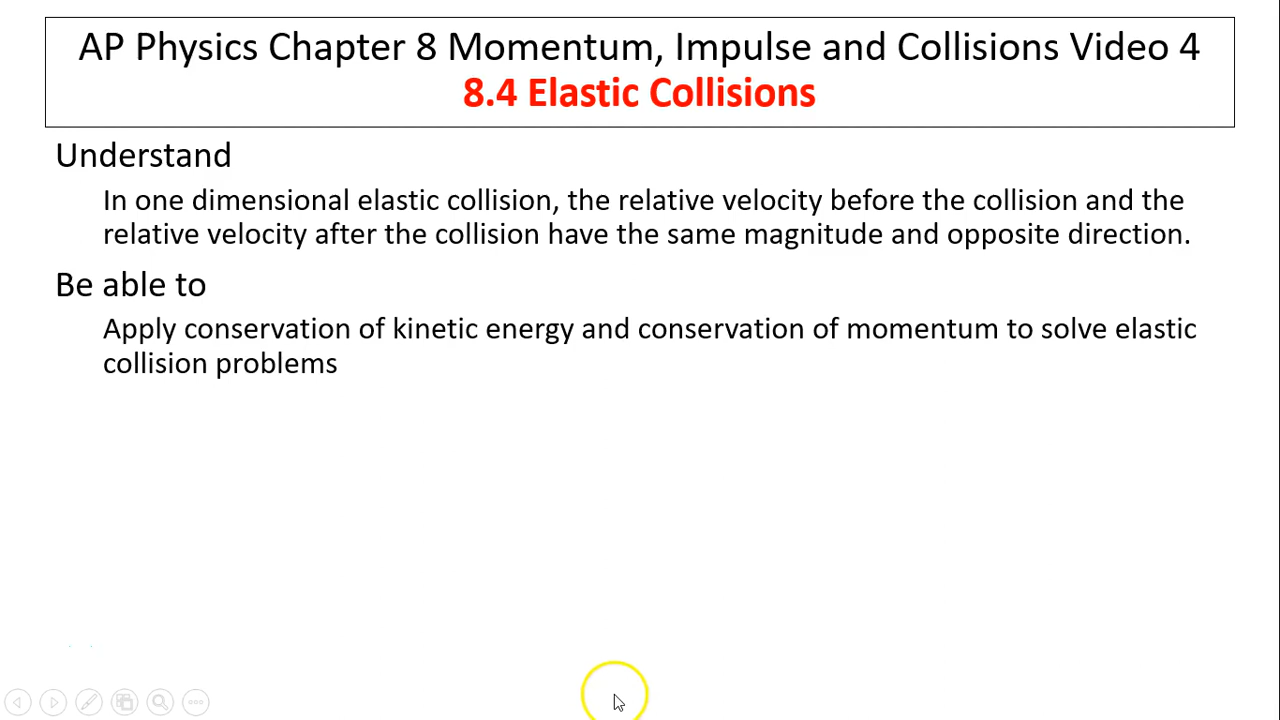 AP Physics Chapter 8 Momentum, Impulse and Collisions Video 4
8.4 Elastic Collisions
Understand
In one dimensional elastic collision, the relative velocity before the collision and the
relative velocity after the collision have the same magnitude and opposite direction.
Be able to
Apply conservation of kinetic energy and conservation of momentum to solve elastic
collision problems